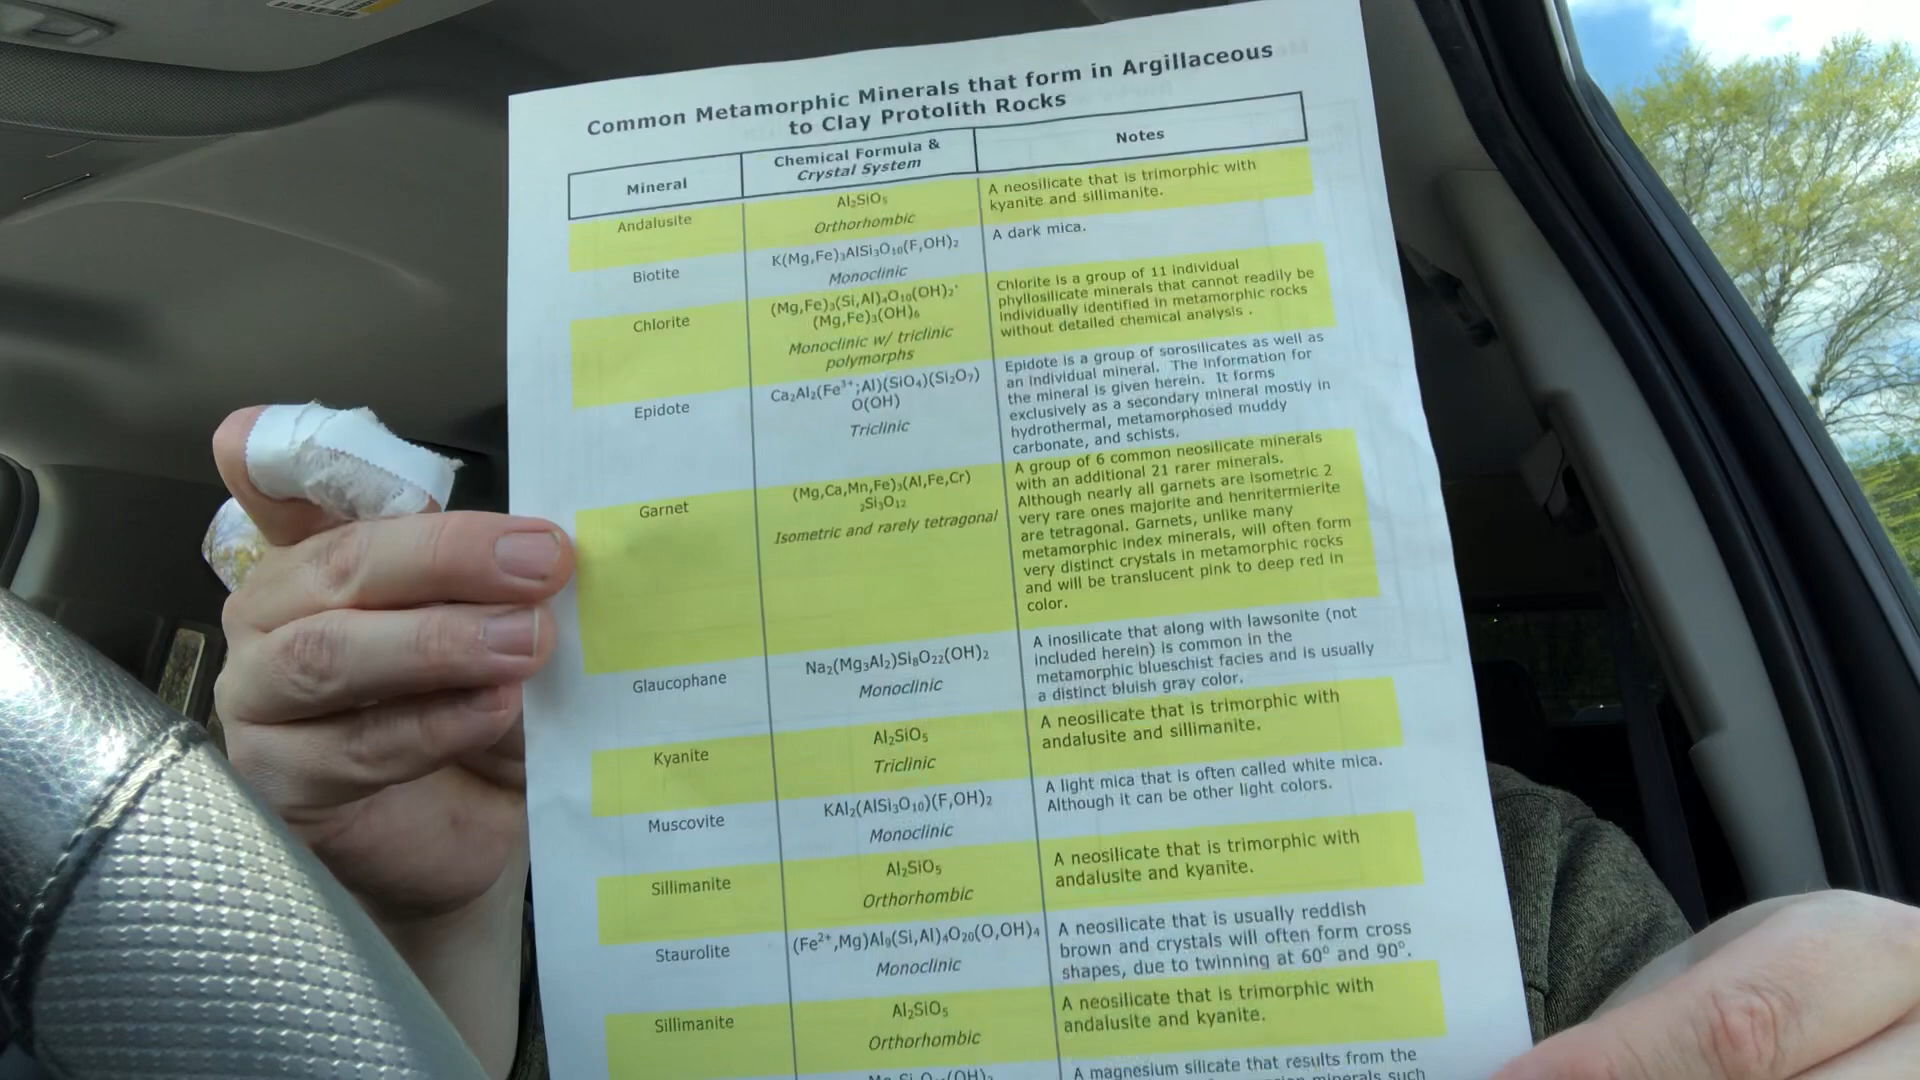 Common Metamorphic Minerals that form in Argillaceous
to Clay Protolith Rocks
Mineral
Chemical Formula &
Crystal System
Notes
Andalusite
Al₂SiO₅
Orthorhombic
A neosilicate that is trimorphic with
kyanite and sillimanite.
Biotite
K(Mg,Fe)₃AlSi₃O₁₀(F,OH)₂
Monoclinic
A dark mica.
Chlorite
(Mg,Fe)₃(Si,Al)₄O₁₀(OH)₂·
(Mg,Fe)₃(OH)₆
Monoclinic w/ triclinic
polymorphs
Chlorite is a group of 11 individual
phyllosilicate minerals that cannot readily be
individually identified in metamorphic rocks
without detailed chemical analysis .
Epidote
Ca₂Al₂(Fe³⁺;Al)(SiO₄)(Si₂O₇)
O(OH)
Triclinic
Epidote is a group of sorosilicates as well as
an individual mineral. The information for
the mineral is given herein. It forms
exclusively as a secondary mineral mostly in
hydrothermal, metamorphosed muddy
carbonate, and schists.
Garnet
(Mg,Ca,Mn,Fe)₃(Al,Fe,Cr)
₂Si₃O₁₂
Isometric and rarely tetragonal
A group of 6 common neosilicate minerals
with an additional 21 rarer minerals.
Although nearly all garnets are isometric 2
very rare ones majorite and henritermierite
are tetragonal. Garnets, unlike many
metamorphic index minerals, will often form
very distinct crystals in metamorphic rocks
and will be translucent pink to deep red in
color.
Glaucophane
Na₂(Mg₃Al₂)Si₈O₂₂(OH)₂
Monoclinic
A inosilicate that along with lawsonite (not
included herein) is common in the
metamorphic blueschist facies and is usually
a distinct bluish gray color.
Kyanite
Al₂SiO₅
Triclinic
A neosilicate that is trimorphic with
andalusite and sillimanite.
Muscovite
KAl₂(AlSi₃O₁₀)(F,OH)₂
Monoclinic
A light mica that is often called white mica.
Although it can be other light colors.
Sillimanite
Al₂SiO₅
Orthorhombic
A neosilicate that is trimorphic with
andalusite and kyanite.
Staurolite
(Fe²⁺,Mg)Al₉(Si,Al)₄O₂₀(O,OH)₄
Monoclinic
A neosilicate that is usually reddish
brown and crystals will often form cross
shapes, due to twinning at 60° and 90°.
Sillimanite
Al₂SiO₅
Orthorhombic
A neosilicate that is trimorphic with
andalusite and kyanite.
A magnesium silicate that results from the
minerals such